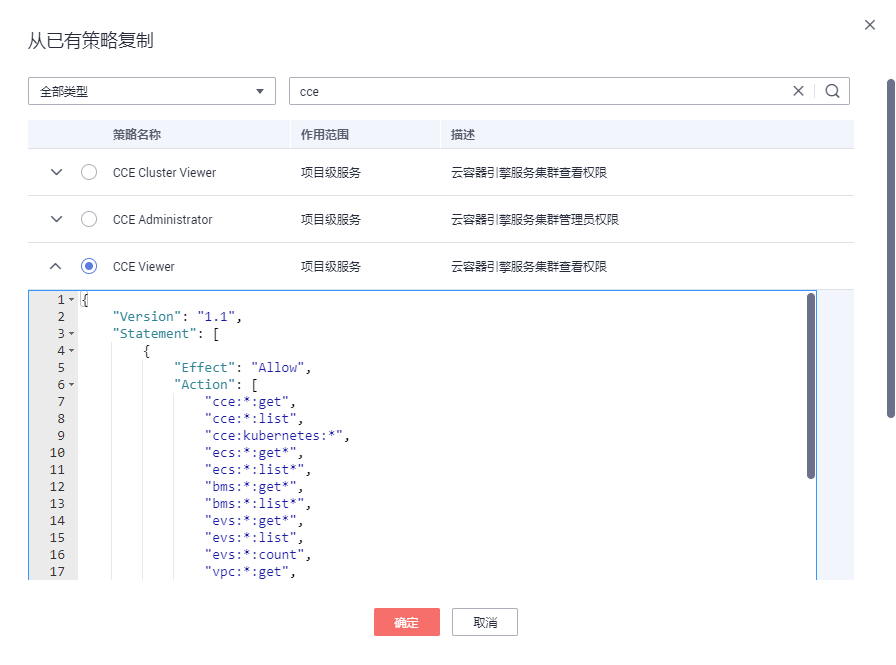 从已有策略复制
全部类型
cce
策略名称 作用范围 描述
CCE Cluster Viewer 项目级服务 云容器引擎服务集群查看权限
CCE Administrator 项目级服务 云容器引擎服务集群管理员权限
CCE Viewer 项目级服务 云容器引擎服务集群查看权限
1 {
2 "Version": "1.1",
3 "Statement": [
4 {
5 "Effect": "Allow",
6 "Action": [
7 "cce:*:get",
8 "cce:*:list",
9 "cce:kubernetes:*",
10 "ecs:*:get*",
11 "ecs:*:list*",
12 "bms:*:get*",
13 "bms:*:list*",
14 "evs:*:get*",
15 "evs:*:list",
16 "evs:*:count",
17 "vpc:*:get",
确定 取消